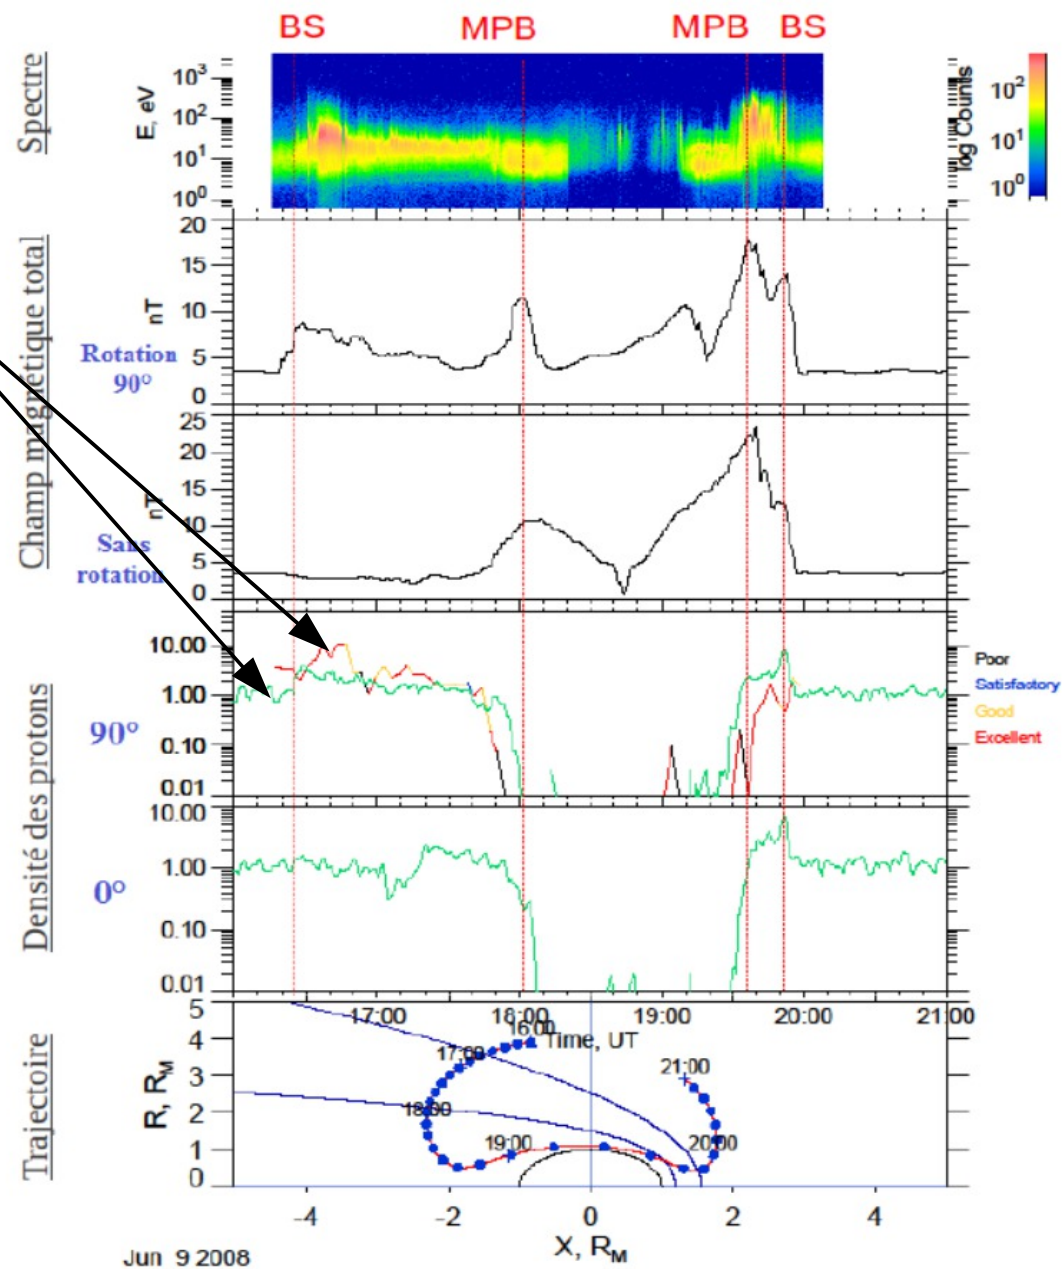 BS MPB MPB BS
Spectre
E, eV
10³
10²
10¹
10⁰
log Counts
10²
10¹
10⁰
Champ magnétique total
Rotation
90°
nT
20
15
10
5
0
Sans
rotation
nT
25
20
15
10
5
0
Densité des protons
90°
10.00
1.00
0.10
0.01
Poor
Satisfactory
Good
Excellent
0°
10.00
1.00
0.10
0.01
17:00 18:00 19:00 20:00 21:00
Trajectoire
R, R_M
5
4
3
2
1
0
16:00 Time, UT
17:00
18:00
19:00
20:00
21:00
-4 -2 0 2 4
X, R_M
Jun 9 2008